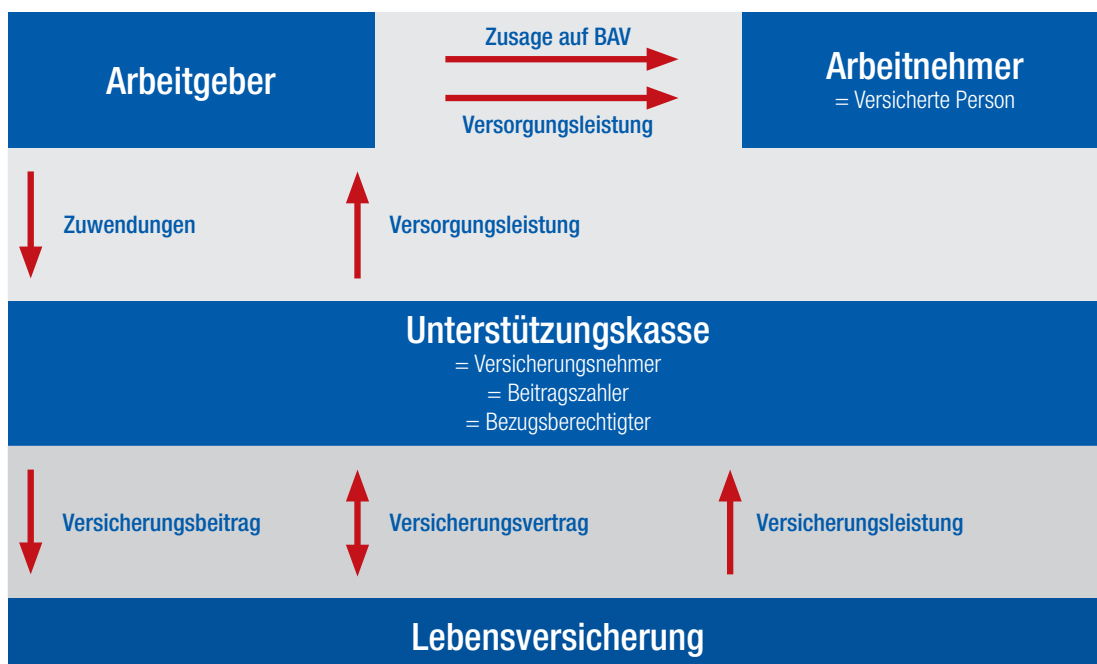 Arbeitgeber
Zusage auf BAV
Versorgungsleistung
Arbeitnehmer
= Versicherte Person
Zuwendungen
Versorgungsleistung
Unterstützungskasse
= Versicherungsnehmer
= Beitragszahler
= Bezugsberechtigter
Versicherungsbeitrag
Versicherungsvertrag
Versicherungsleistung
Lebensversicherung